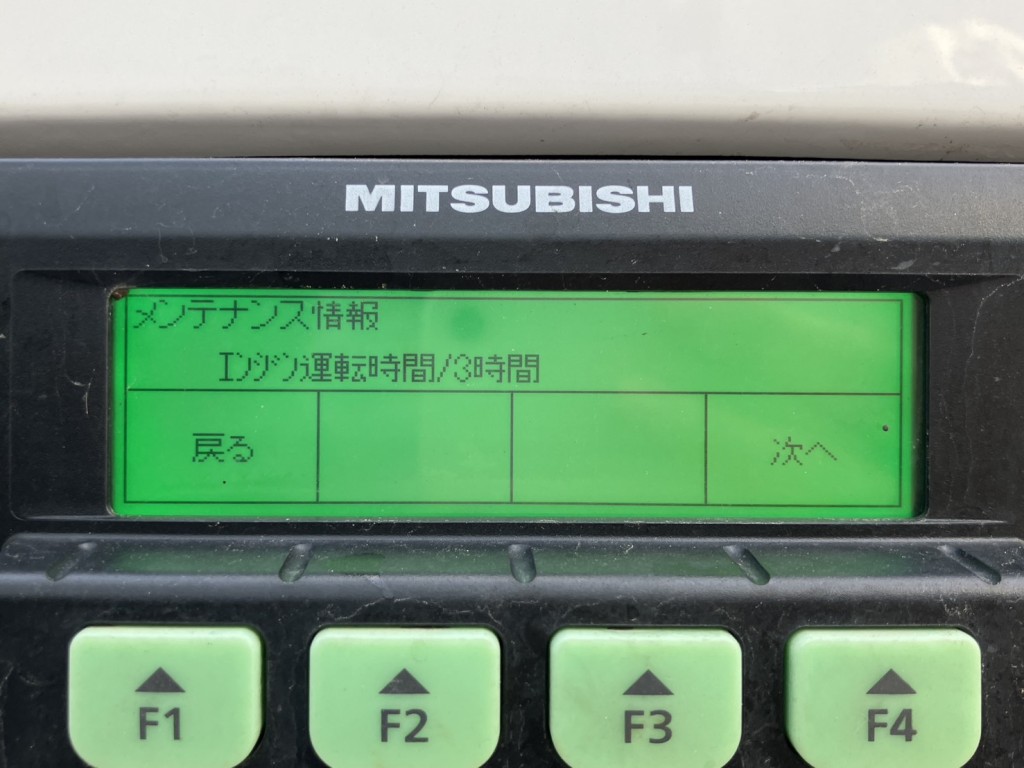 MITSUBISHI
メンテナンス情報
エンジン運転時間/3時間
戻る 次へ
F1 F2 F3 F4